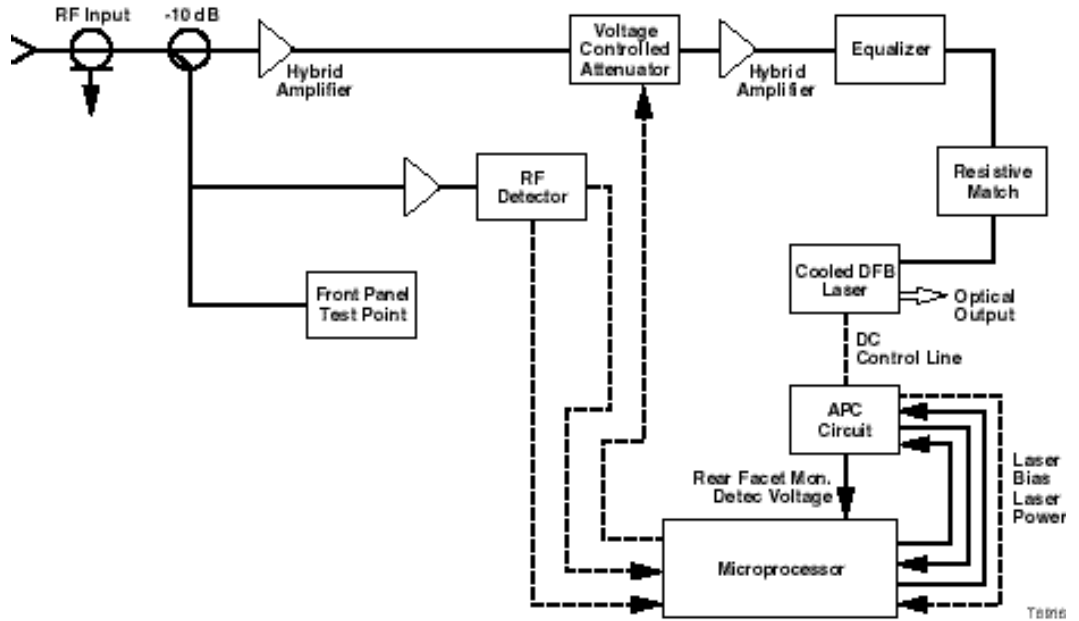 RF Input
-10 dB
Hybrid
Amplifier
Voltage
Controlled
Attenuator
Hybrid
Amplifier
Equalizer
RF
Detector
Resistive
Match
Front Panel
Test Point
Cooled DFB
Laser
Optical
Output
DC
Control Line
APC
Circuit
Rear Facet Mon.
Detec Voltage
Laser
Bias
Laser
Power
Microprocessor